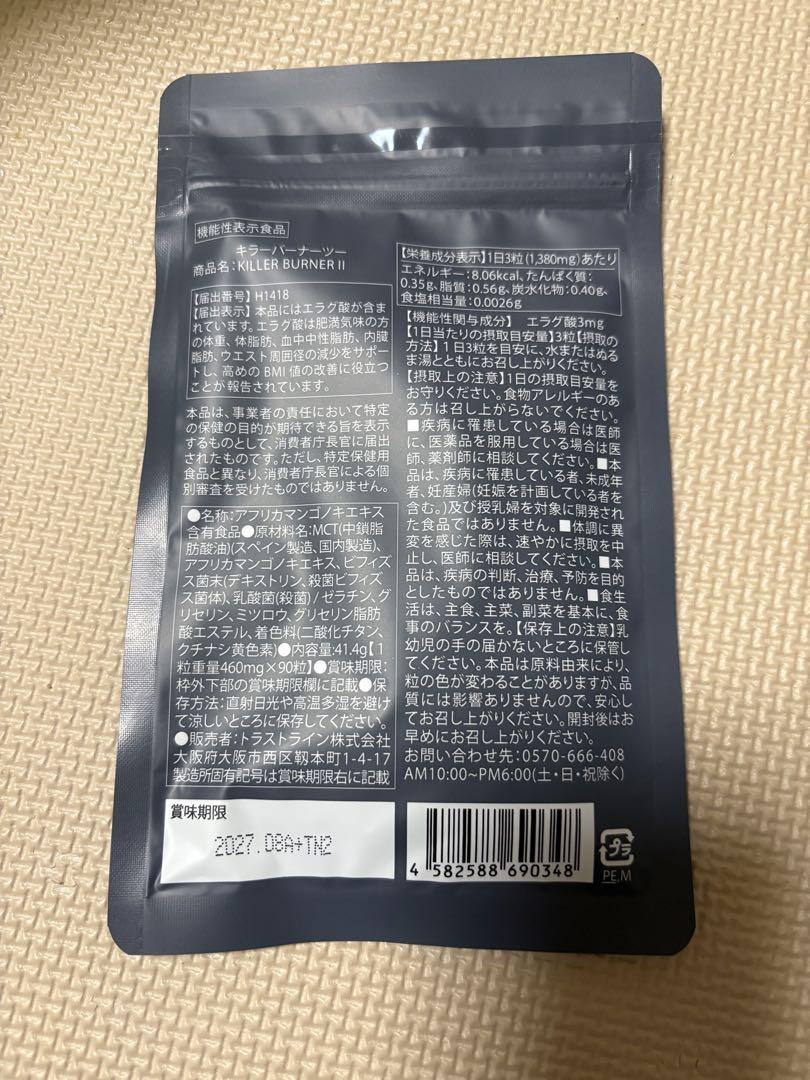 機能性表示食品
キラーバーナーツー
商品名：KILLER BURNER II
【届出番号】 H1418
【届出表示】 本品にはエラグ酸が含ま
れています。エラグ酸は肥満気味の方
の体重、体脂肪、血中中性脂肪、内臓
脂肪、ウエスト周囲径の減少をサポー
トし、高めのBMI値の改善に役立つ
ことが報告されています。
本品は、事業者の責任において特定
の保健の目的が期待できる旨を表示
するものとして、消費者庁長官に届出
されたものです。ただし、特定保健用
食品と異なり、消費者庁長官による個
別審査を受けたものではありません。
●名称：アフリカマンゴノキエキス
含有食品●原材料名：MCT(中鎖脂
肪酸油)(スペイン製造、国内製造)、
アフリカマンゴノキエキス、ビフィズ
ス菌末(デキストリン、殺菌ビフィズ
ス菌体)、乳酸菌(殺菌) / ゼラチン、グ
リセリン、ミツロウ、グリセリン脂肪
酸エステル、着色料(二酸化チタン、
クチナシ黄色素)●内容量:41.4g【1
粒重量460mg×90粒】●賞味期限：
枠外下部の賞味期限欄に記載●保
存方法：直射日光や高温多湿を避け
て涼しいところに保存してください。
●販売者：トラストライン株式会社
大阪府大阪市西区靱本町1-4-17
製造所固有記号は賞味期限右に記載
賞味期限
2027.08A+TN2
【栄養成分表示】1日3粒(1,380mg)あたり
エネルギー：8.06kcal、たんぱく質：
0.35g、脂質：0.56g、炭水化物：0.40g、
食塩相当量：0.0026g
【機能性関与成分】 エラグ酸3mg
【1日当たりの摂取目安量】3粒【摂取の
方法】 1日3粒を目安に、水またはぬる
ま湯とともにお召し上がりください。
【摂取上の注意】1日の摂取目安量を
お守りください。食物アレルギーのあ
る方は召し上がらないでください。
■疾病に罹患している場合は医師
に、医薬品を服用している場合は医
師、薬剤師に相談してください。■本
品は、疾病に罹患している者、未成年
者、妊産婦(妊娠を計画している者を
含む。)及び授乳婦を対象に開発され
た食品ではありません。■体調に異
変を感じた際は、速やかに摂取を中
止し、医師に相談してください。■本
品は、疾病の診断、治療、予防を目的
としたものではありません。■食生
活は、主食、主菜、副菜を基本に、食
事のバランスを。【保存上の注意】乳
幼児の手の届かないところに保管し
てください。本品は原料由来により、
粒の色が変わることがありますが、品
質には影響ありませんので、安心し
てお召し上がりください。開封後はお
早めにお召し上がりください。
お問い合わせ先：0570-666-408
AM10:00~PM6:00(土・日・祝除く)
4 582588 690348
プラ
PE,M